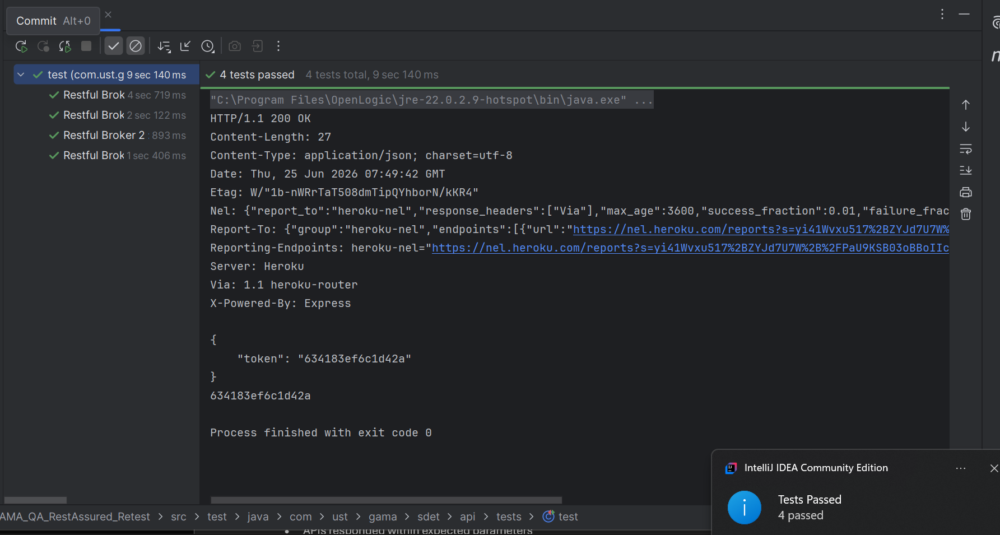 Commit Alt+0
test (com.ust.g 9 sec 140 ms
Restful Brok 4 sec 719 ms
Restful Brok 2 sec 122 ms
Restful Broker 2 : 893 ms
Restful Brok 1 sec 406 ms
4 tests passed 4 tests total, 9 sec 140 ms
"C:\Program Files\OpenLogic\jre-22.0.2.9-hotspot\bin\java.exe" ...
HTTP/1.1 200 OK
Content-Length: 27
Content-Type: application/json; charset=utf-8
Date: Thu, 25 Jun 2026 07:49:42 GMT
Etag: W/"1b-nWRrTaT508dmTipQYhborN/kKR4"
Nel: {"report_to":"heroku-nel","response_headers":["Via"],"max_age":3600,"success_fraction":0.01,"failure_frac
Report-To: {"group":"heroku-nel","endpoints":[{"url":"https://nel.heroku.com/reports?s=yi41Wvxu517%2BZYJd7U7W%
Reporting-Endpoints: heroku-nel="https://nel.heroku.com/reports?s=yi41Wvxu517%2BZYJd7U7W%2B%2FPaU9KSB03oBBoIIc
Server: Heroku
Via: 1.1 heroku-router
X-Powered-By: Express
{
"token": "634183ef6c1d42a"
}
634183ef6c1d42a
Process finished with exit code 0
IntelliJ IDEA Community Edition
Tests Passed
4 passed
AMA_QA_RestAssured_Retest > src > test > java > com > ust > gama > sdet > api > tests > test
• APIs responded within expected parameters